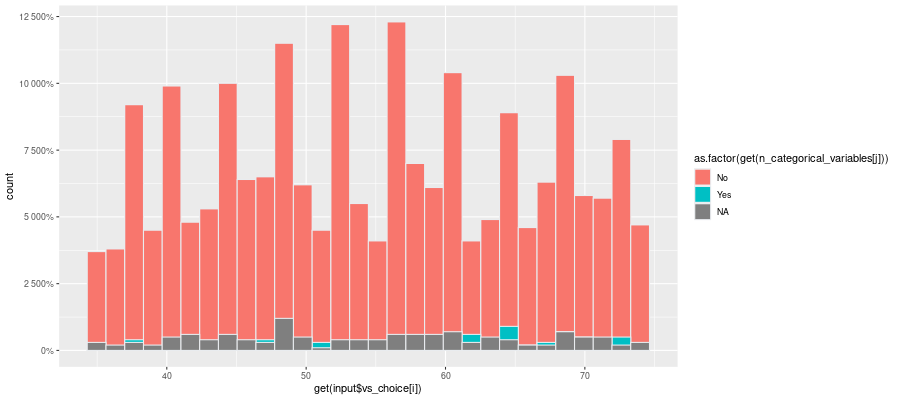 12 500%
10 000%
7 500%
5 000%
2 500%
0%
count
40
50
60
70
get(input$vs_choice[i])
as.factor(get(n_categorical_variables[j]))
No
Yes
NA